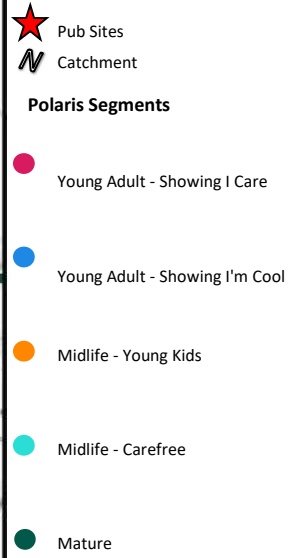 Pub Sites
Catchment
Polaris Segments
Young Adult - Showing I Care
Young Adult - Showing I'm Cool
Midlife - Young Kids
Midlife - Carefree
Mature